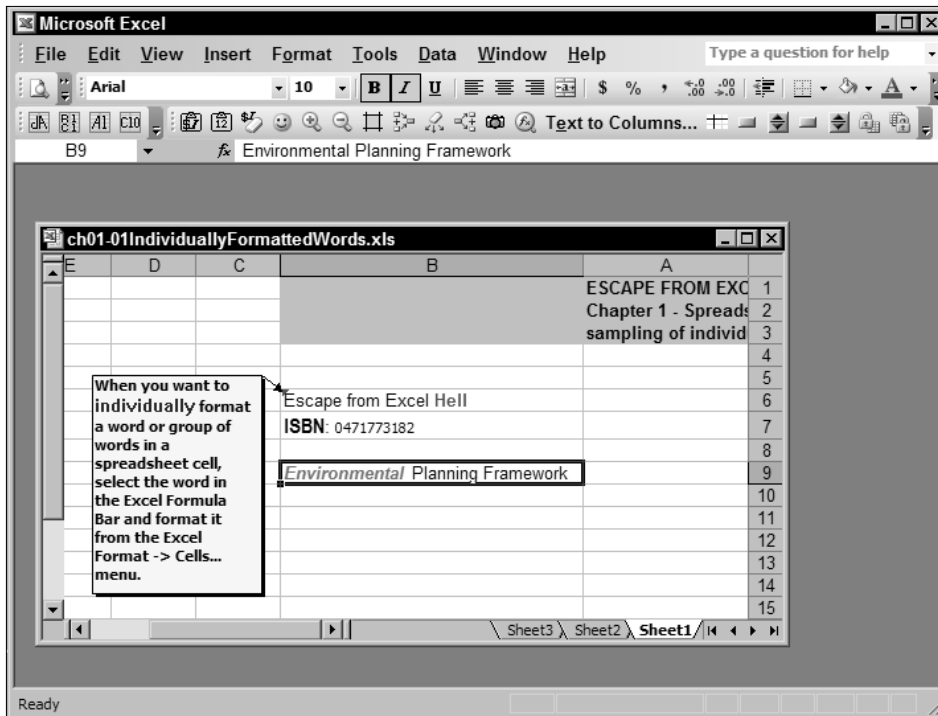 Microsoft Excel
File Edit View Insert Format Tools Data Window Help Type a question for help
Arial 10 B I U $ % , .00 .00
12 Text to Columns...
B9 fx Environmental Planning Framework
ch01-01IndividuallyFormattedWords.xls
E D C B A
ESCAPE FROM EXC 1
Chapter 1 - Spreads 2
sampling of individ 3
4
5
When you want to
individually format
a word or group of
words in a
spreadsheet cell,
select the word in
the Excel Formula
Bar and format it
from the Excel
Format -> Cells...
menu.
Escape from Excel Hell 6
ISBN: 0471773182 7
8
Environmental Planning Framework 9
10
11
12
13
14
15
Sheet3 Sheet2 Sheet1
Ready